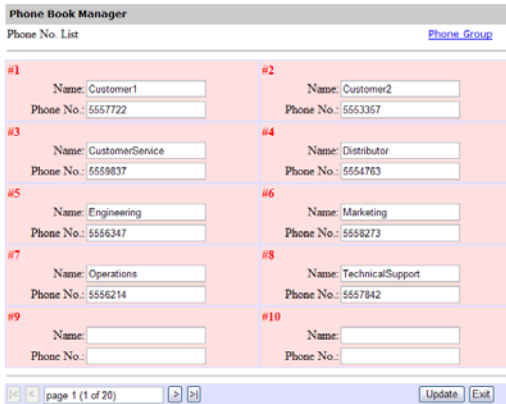 Phone Book Manager
Phone No. List Phone Group
#1 #2
Name: Customer1 Name: Customer2
Phone No.: 5557722 Phone No.: 5553357
#3 #4
Name: CustomerService Name: Distributor
Phone No.: 5559837 Phone No.: 5554763
#5 #6
Name: Engineering Name: Marketing
Phone No.: 5556347 Phone No.: 5558273
#7 #8
Name: Operations Name: TechnicalSupport
Phone No.: 5556214 Phone No.: 5557842
#9 #10
Name: Name:
Phone No.: Phone No.:
|< < page 1 (1 of 20) > >| Update Exit